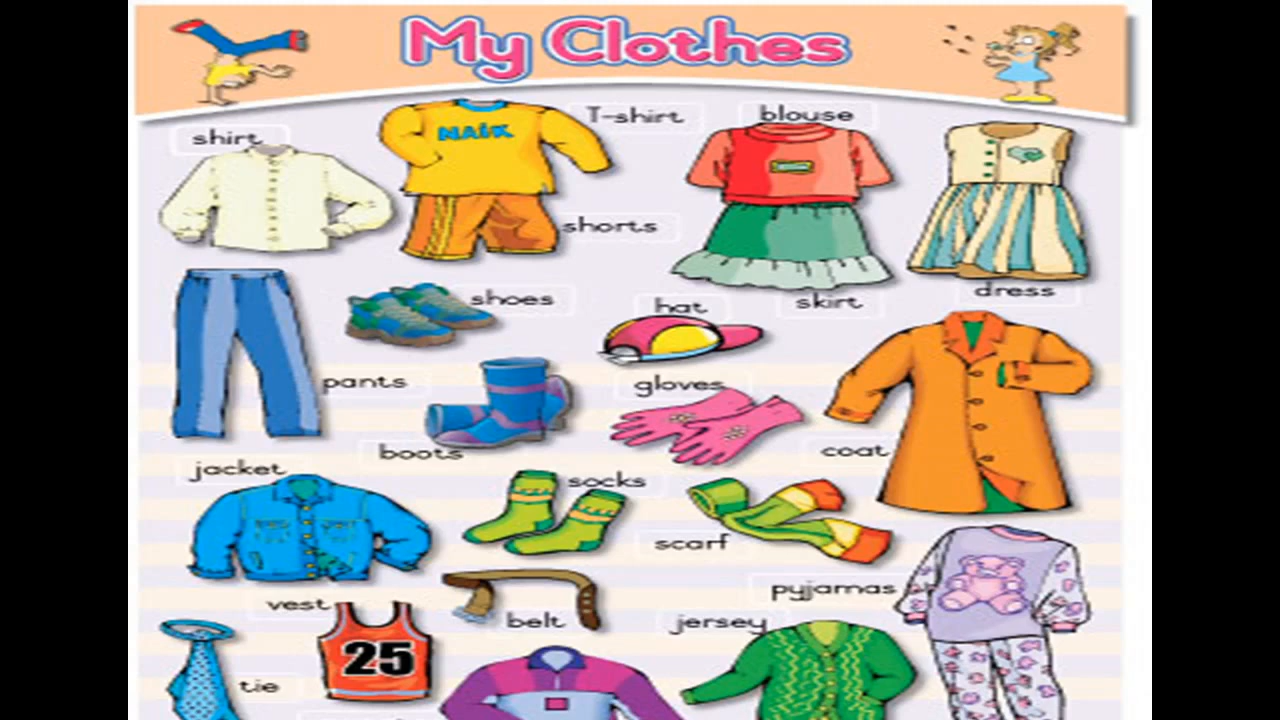 My Clothes
shirt
T-shirt
NAIK
blouse
shorts
shoes
hat
skirt
dress
pants
gloves
boots
coat
jacket
socks
scarf
pyjamas
vest
belt
jersey
25
tie